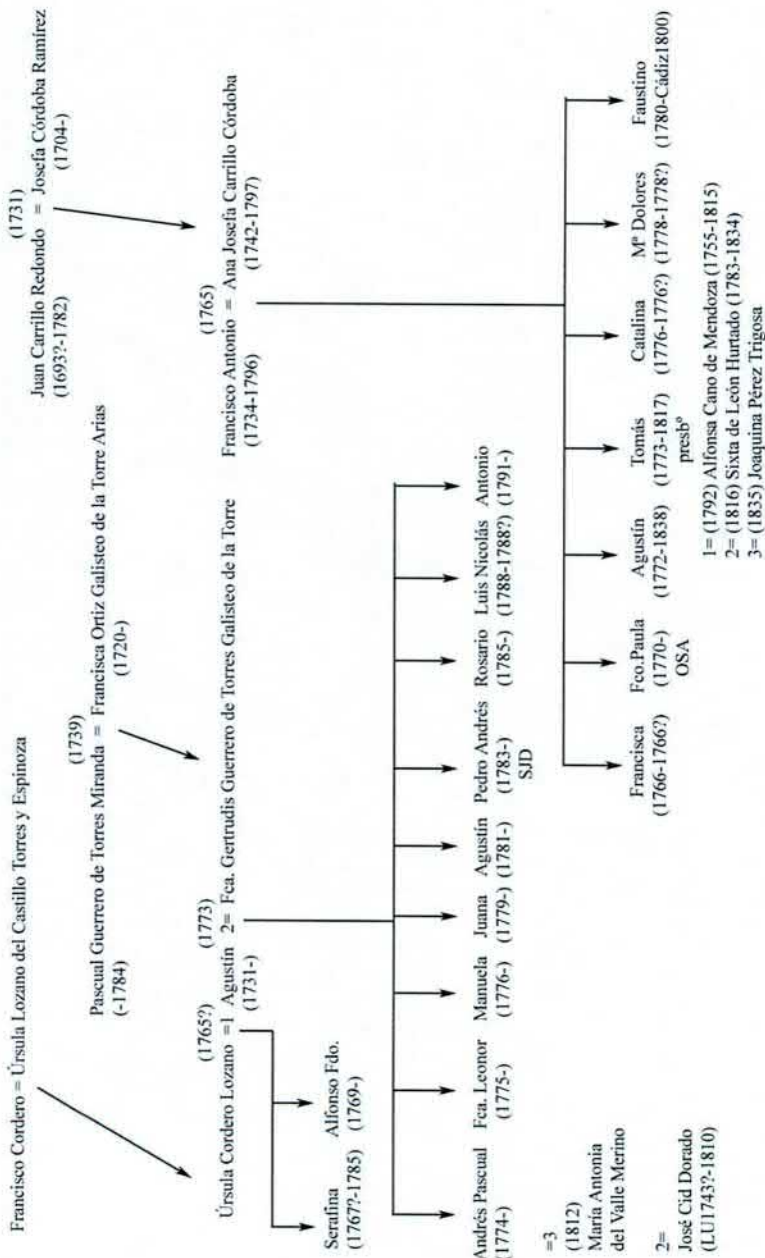 Francisco Cordero = Úrsula Lozano del Castillo Torres y Espinoza
(1739)
Pascual Guerrero de Torres Miranda = Francisca Ortiz Galisteo de la Torre Arias
(-1784)
(1720-)
(1731)
Juan Carrillo Redondo = Josefa Córdoba Ramírez
(1693?-1782)
(1704-)
(1765?)
(1773)
Úrsula Cordero Lozano =1 Agustín 2= Fca. Gertrudis Guerrero de Torres Galisteo de la Torre
(1731-)
(1765)
Francisco Antonio = Ana Josefa Carrillo Córdoba
(1734-1796)
(1742-1797)
Serafina
(1767?-1785)
Alfonso Fdo.
(1769-)
Andrés Pascual
(1774-)
Fca. Leonor
(1775-)
Manuela
(1776-)
Juana
(1779-)
Agustín
(1781-)
Pedro Andrés
(1783-)
SJD
Rosario
(1785-)
Luis Nicolás
(1788-1788?)
Antonio
(1791-)
=3
(1812)
María Antonia
del Valle Merino
2=
José Cid Dorado
(LU1743?-1810)
Francisca
(1766-1766?)
Fco.Paula
(1770-)
OSA
Agustín
(1772-1838)
Tomás
(1773-1817)
presbº
Catalina
(1776-1776?)
Mª Dolores
(1778-1778?)
Faustino
(1780-Cádiz1800)
1= (1792) Alfonsa Cano de Mendoza (1755-1815)
2= (1816) Sixta de León Hurtado (1783-1834)
3= (1835) Joaquina Pérez Trigosa